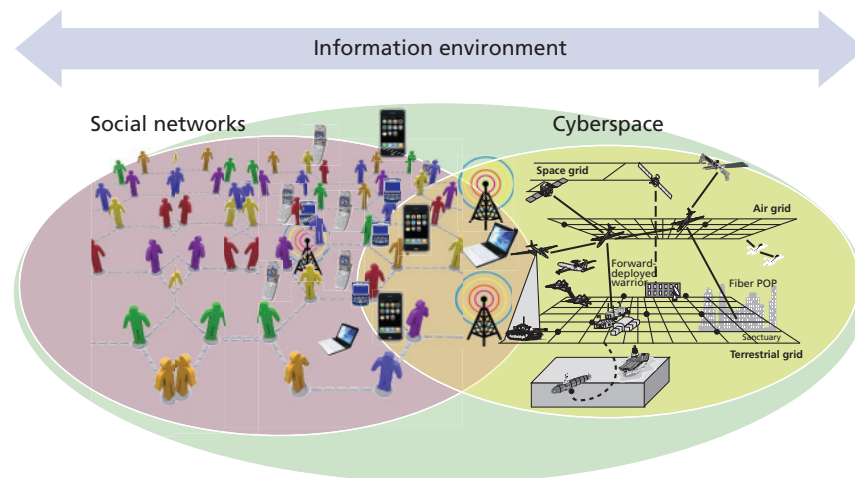 Information environment
Social networks
Cyberspace
Space grid
Air grid
Forward-
deployed
warrior
Fiber POP
Sanctuary
Terrestrial grid